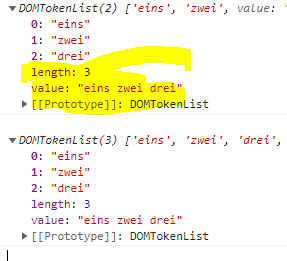 ▼DOMTokenList(2) ['eins', 'zwei', value: '
0: "eins"
1: "zwei"
2: "drei"
length: 3
value: "eins zwei drei"
▶[[Prototype]]: DOMTokenList
▼DOMTokenList(3) ['eins', 'zwei', 'drei',
0: "eins"
1: "zwei"
2: "drei"
length: 3
value: "eins zwei drei"
▶[[Prototype]]: DOMTokenList